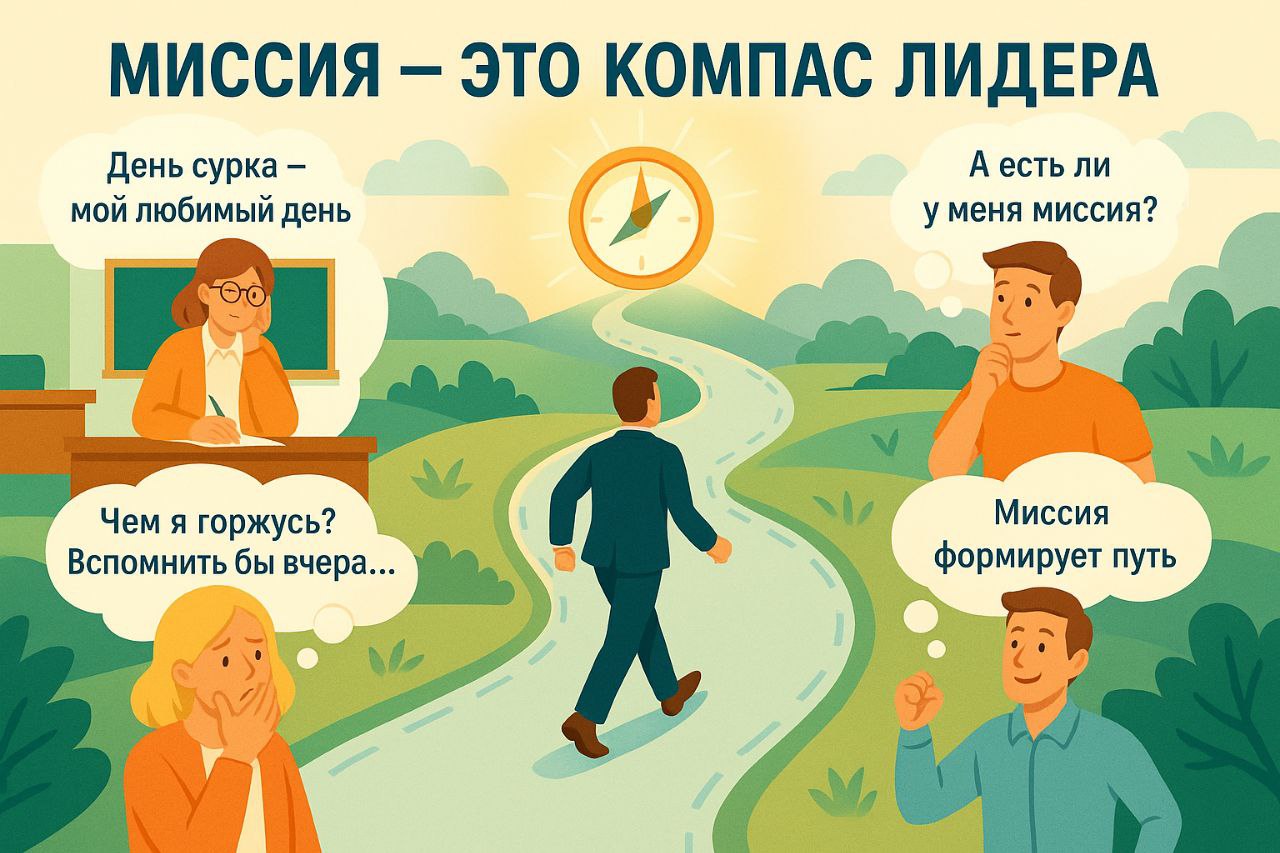 МИССИЯ – ЭТО КОМПАС ЛИДЕРА
День сурка –
мой любимый день
А есть ли
у меня миссия?
Чем я горжусь?
Вспомнить бы вчера...
Миссия
формирует путь